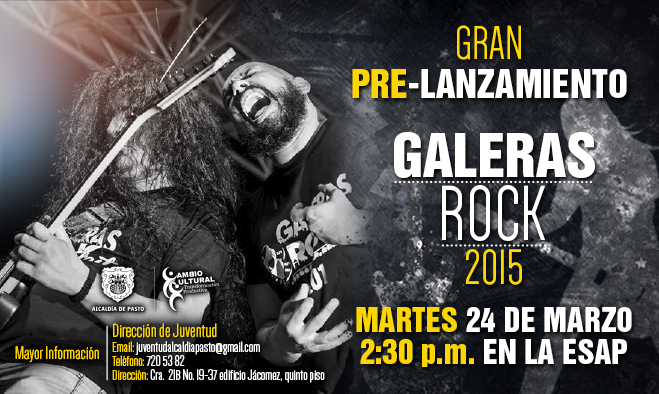 GRAN
PRE-LANZAMIENTO
GALERAS
ROCK
2015
MARTES 24 DE MARZO
2:30 p.m. EN LA ESAP
ALCALDÍA DE PASTO
CAMBIO
CULTURAL
Transformación
Productiva
Mayor Información
Dirección de Juventud
Email: juventudalcaldiapasto@gmail.com
Teléfono: 720 53 82
Dirección: Cra. 21B No. 19-37 edificio Jácomez, quinto piso